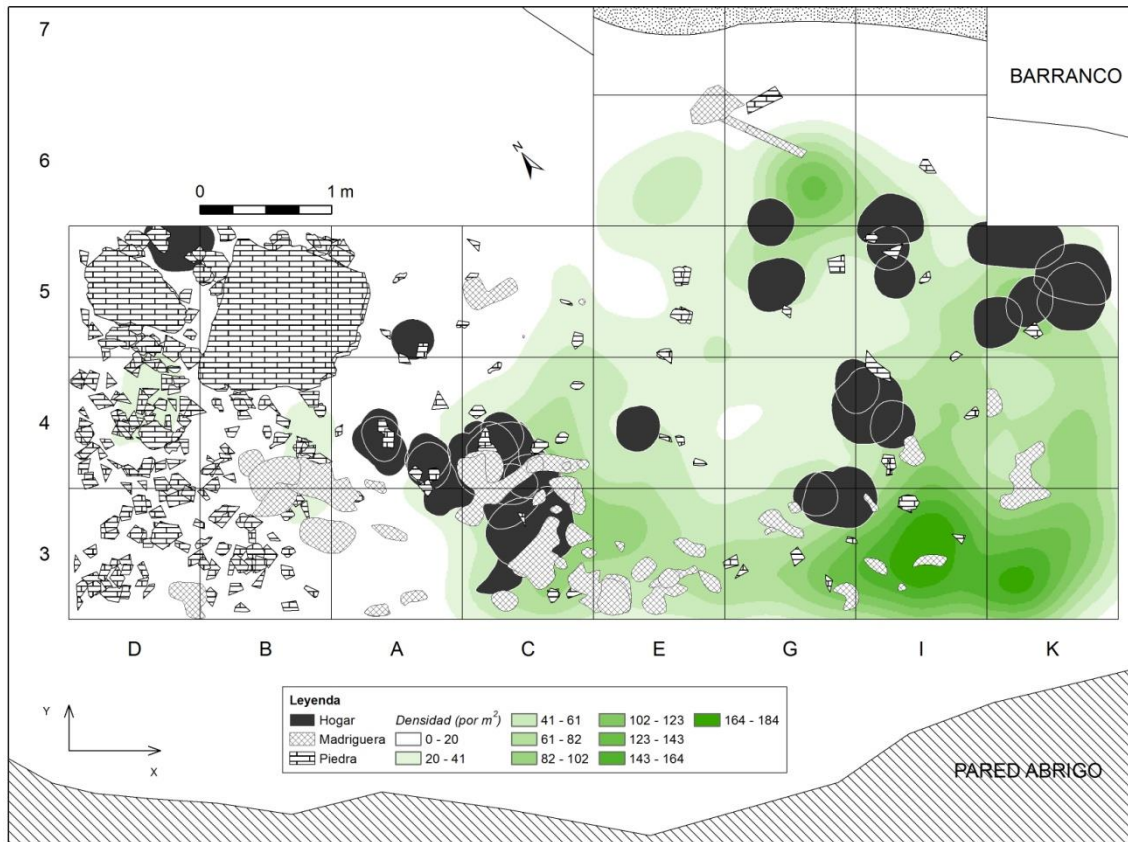 7
BARRANCO
6
N
0 1 m
5
4
3
D B A C E G I K
Leyenda
Hogar
Madriguera
Piedra
Densidad (por m²)
0 - 20
20 - 41
41 - 61
61 - 82
82 - 102
102 - 123
123 - 143
143 - 164
164 - 184
Y
X
PARED ABRIGO